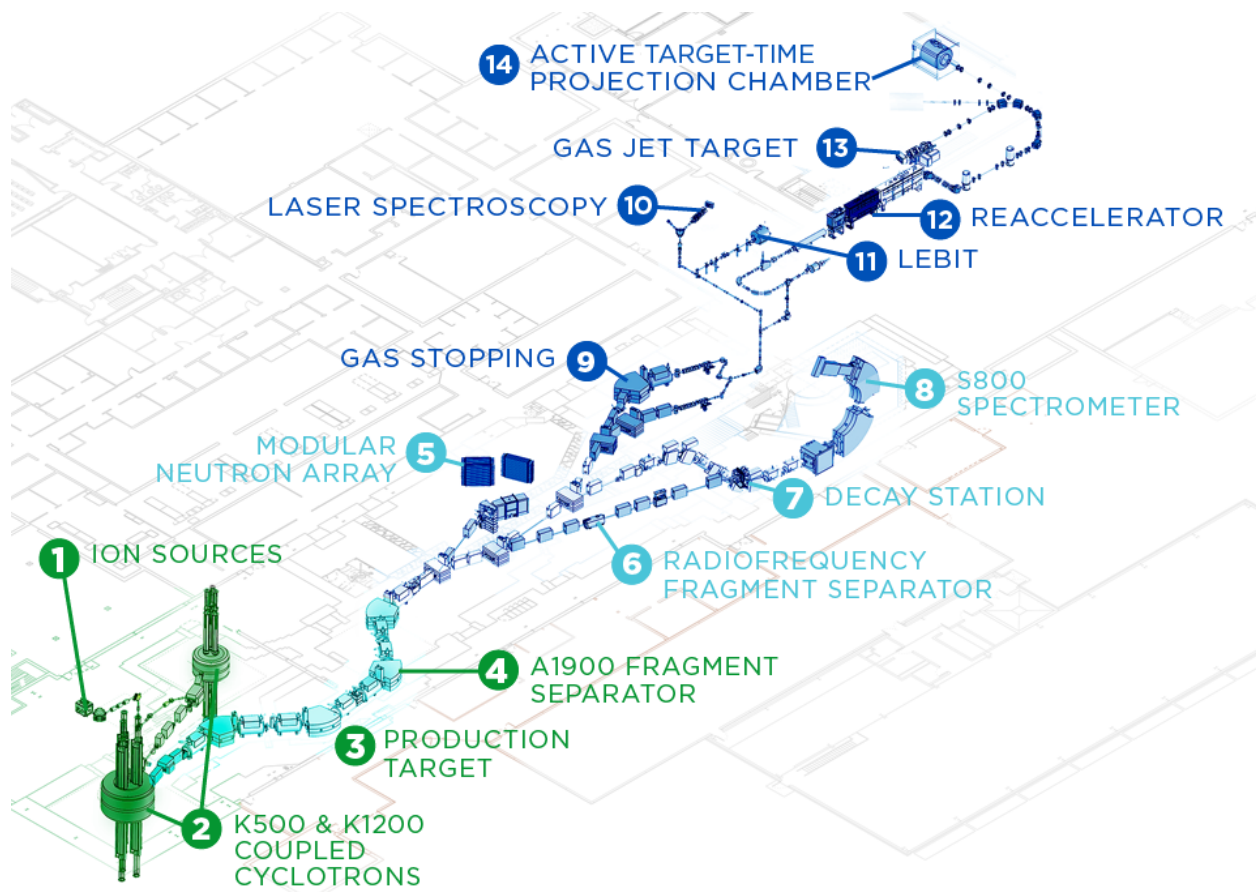 1 ION SOURCES
2 K500 & K1200
COUPLED
CYCLOTRONS
3 PRODUCTION
TARGET
4 A1900 FRAGMENT
SEPARATOR
MODULAR
NEUTRON ARRAY 5
6 RADIOFREQUENCY
FRAGMENT SEPARATOR
7 DECAY STATION
8 S800
SPECTROMETER
GAS STOPPING 9
LASER SPECTROSCOPY 10
11 LEBIT
12 REACCELERATOR
GAS JET TARGET 13
14 ACTIVE TARGET-TIME
PROJECTION CHAMBER